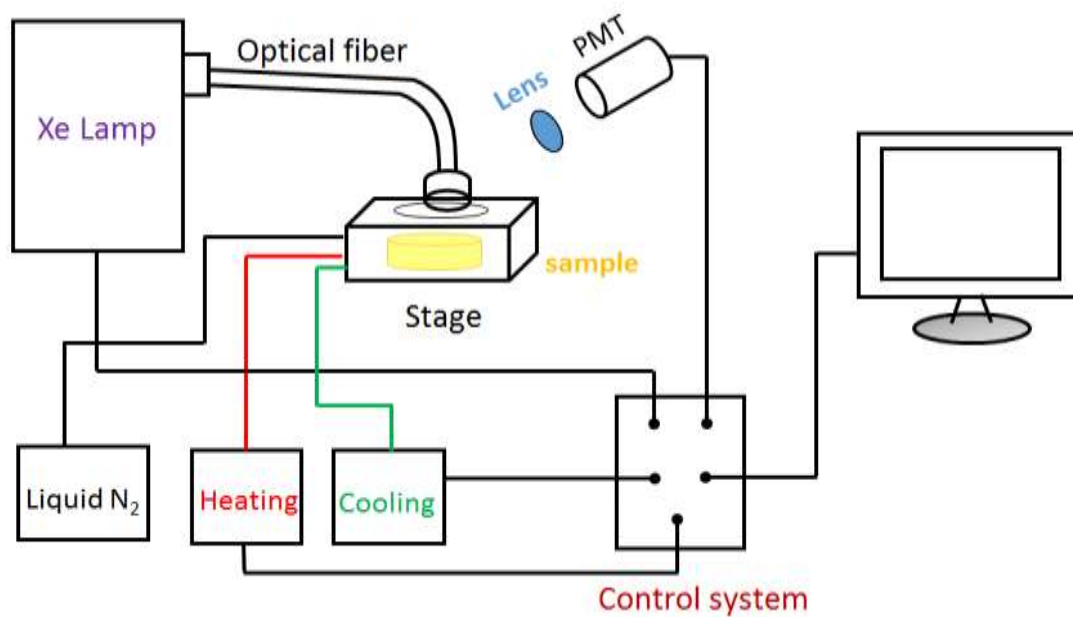 Optical fiber
PMT
Lens
Xe Lamp
sample
Stage
Liquid N₂
Heating
Cooling
Control system